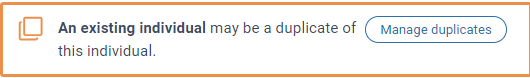 An existing individual may be a duplicate of Manage duplicates
this individual.